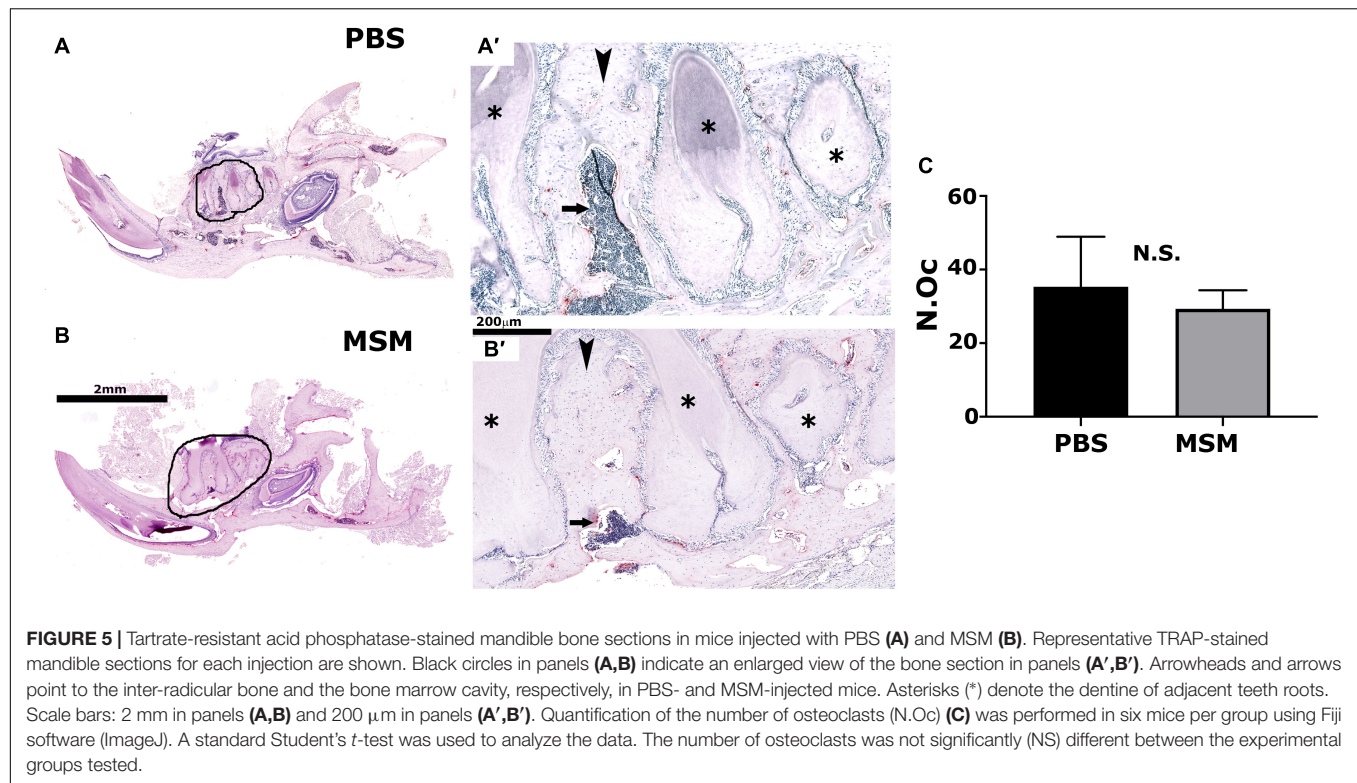 A
PBS
A′
*
*
*
B
MSM
2mm
200μm
B′
*
*
*
C
60
40
20
0
N.Oc
N.S.
PBS
MSM
FIGURE 5 | Tartrate-resistant acid phosphatase-stained mandible bone sections in mice injected with PBS (A) and MSM (B). Representative TRAP-stained
mandible sections for each injection are shown. Black circles in panels (A,B) indicate an enlarged view of the bone section in panels (A′,B′). Arrowheads and arrows
point to the inter-radicular bone and the bone marrow cavity, respectively, in PBS- and MSM-injected mice. Asterisks (*) denote the dentine of adjacent teeth roots.
Scale bars: 2 mm in panels (A,B) and 200 μm in panels (A′,B′). Quantification of the number of osteoclasts (N.Oc) (C) was performed in six mice per group using Fiji
software (ImageJ). A standard Student's t-test was used to analyze the data. The number of osteoclasts was not significantly (NS) different between the experimental
groups tested.